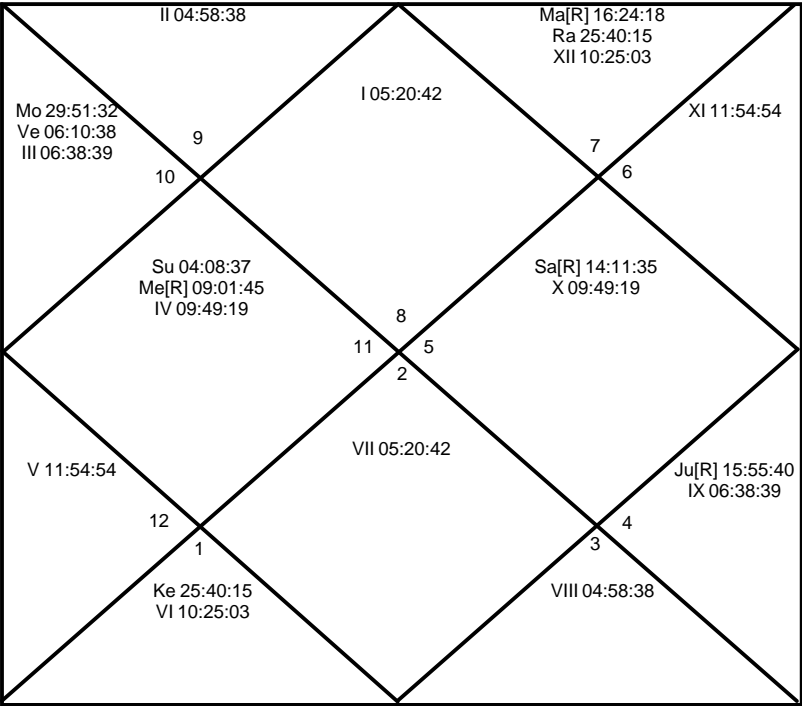 II 04:58:38
Ma[R] 16:24:18
Ra 25:40:15
XII 10:25:03
I 05:20:42
Mo 29:51:32
Ve 06:10:38
III 06:38:39
XI 11:54:54
9
7
10
6
Su 04:08:37
Me[R] 09:01:45
IV 09:49:19
Sa[R] 14:11:35
X 09:49:19
8
11
5
2
VII 05:20:42
V 11:54:54
Ju[R] 15:55:40
IX 06:38:39
12
4
1
3
Ke 25:40:15
VI 10:25:03
VIII 04:58:38